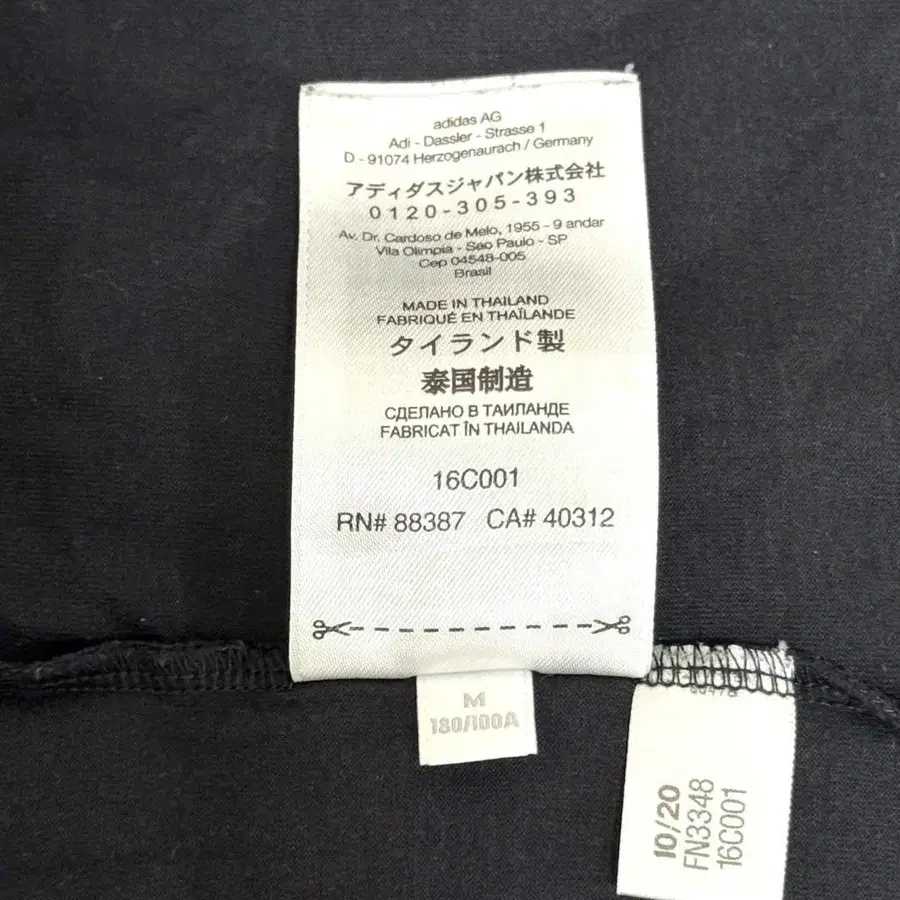 adidas AG
Adi - Dassler - Strasse 1
D - 91074 Herzogenaurach / Germany
アディダスジャパン株式会社
0120-305-393
Av. Dr. Cardoso de Melo, 1955 - 9 andar
Vila Olimpia - Sao Paulo - SP
Cep 04548-005
Brasil
MADE IN THAILAND
FABRIQUÉ EN THAÏLANDE
タイランド製
泰国制造
СДЕЛАНО В ТАИЛАНДЕ
FABRICAT ÎN THAILANDA
16C001
RN# 88387 CA# 40312
M
180/100A
10/20
FN3348
16C001